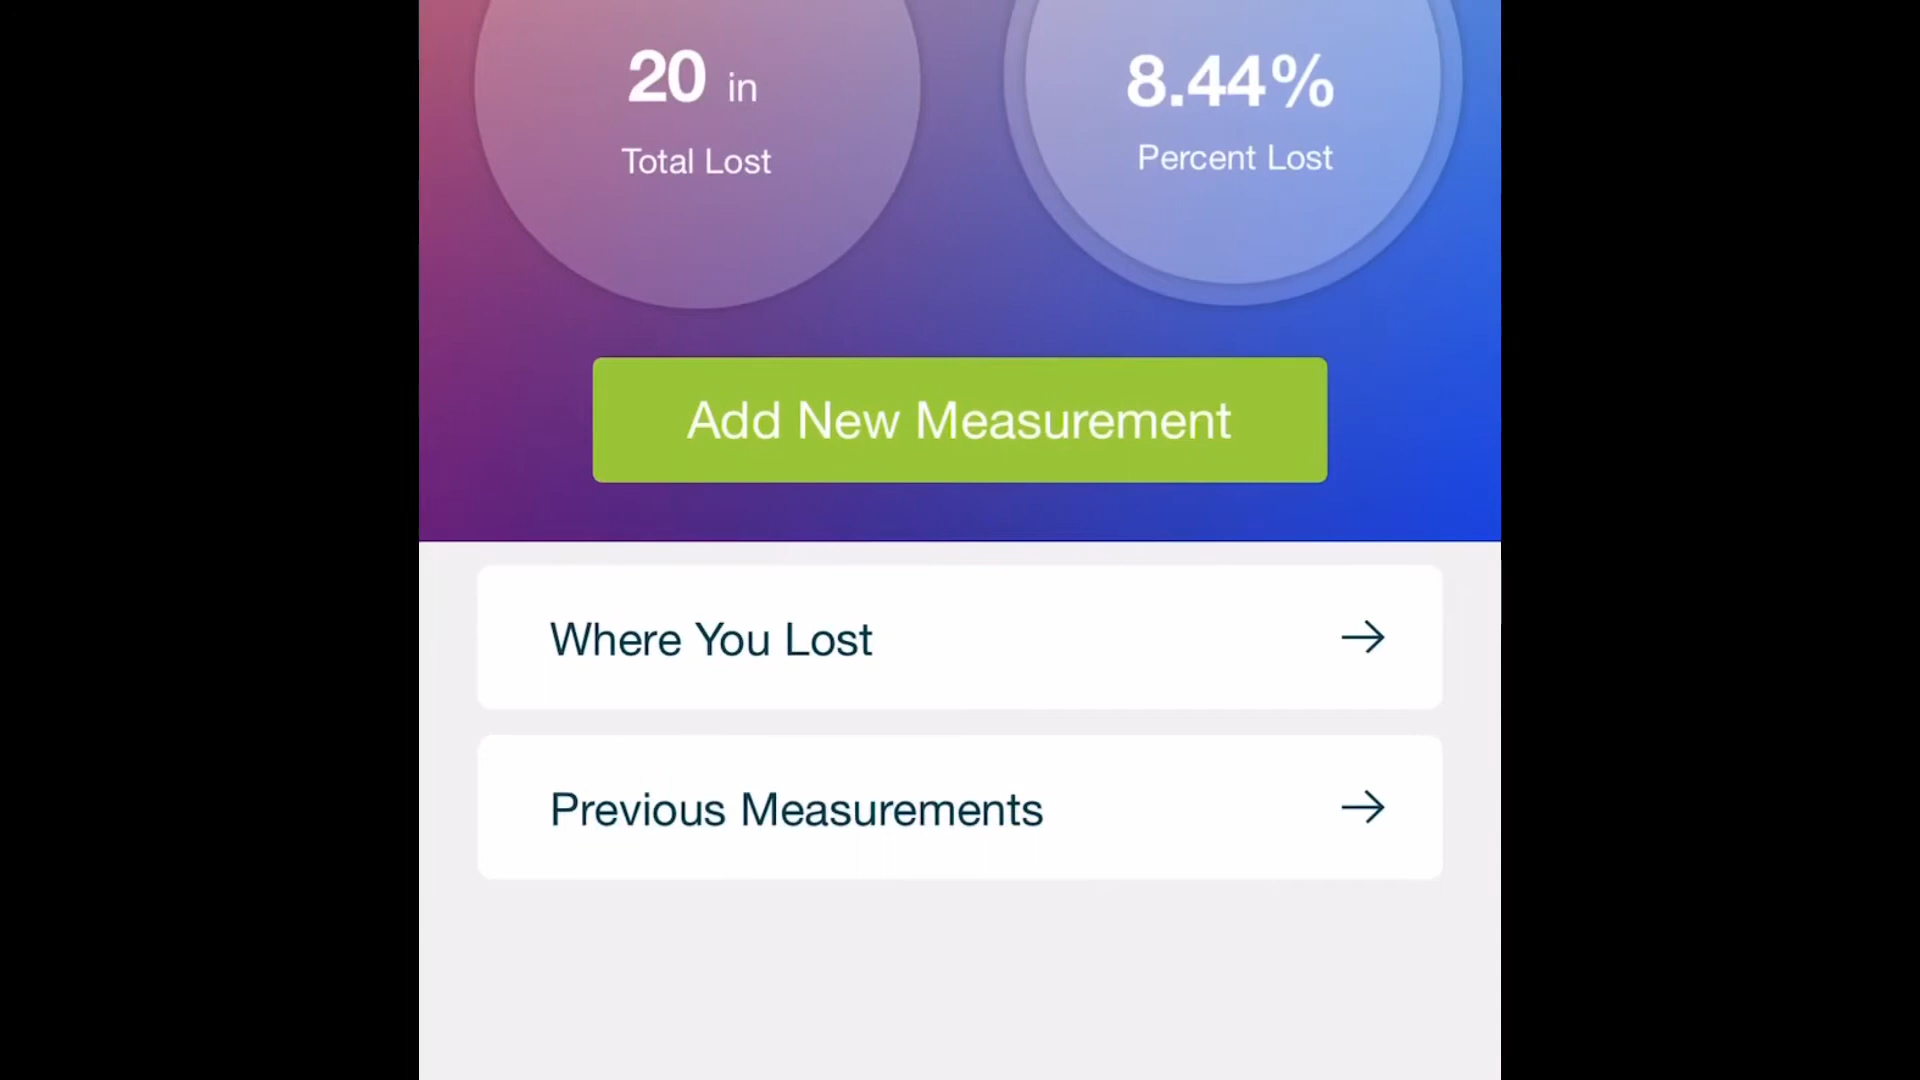 20 in
Total Lost
8.44%
Percent Lost
Add New Measurement
Where You Lost
Previous Measurements